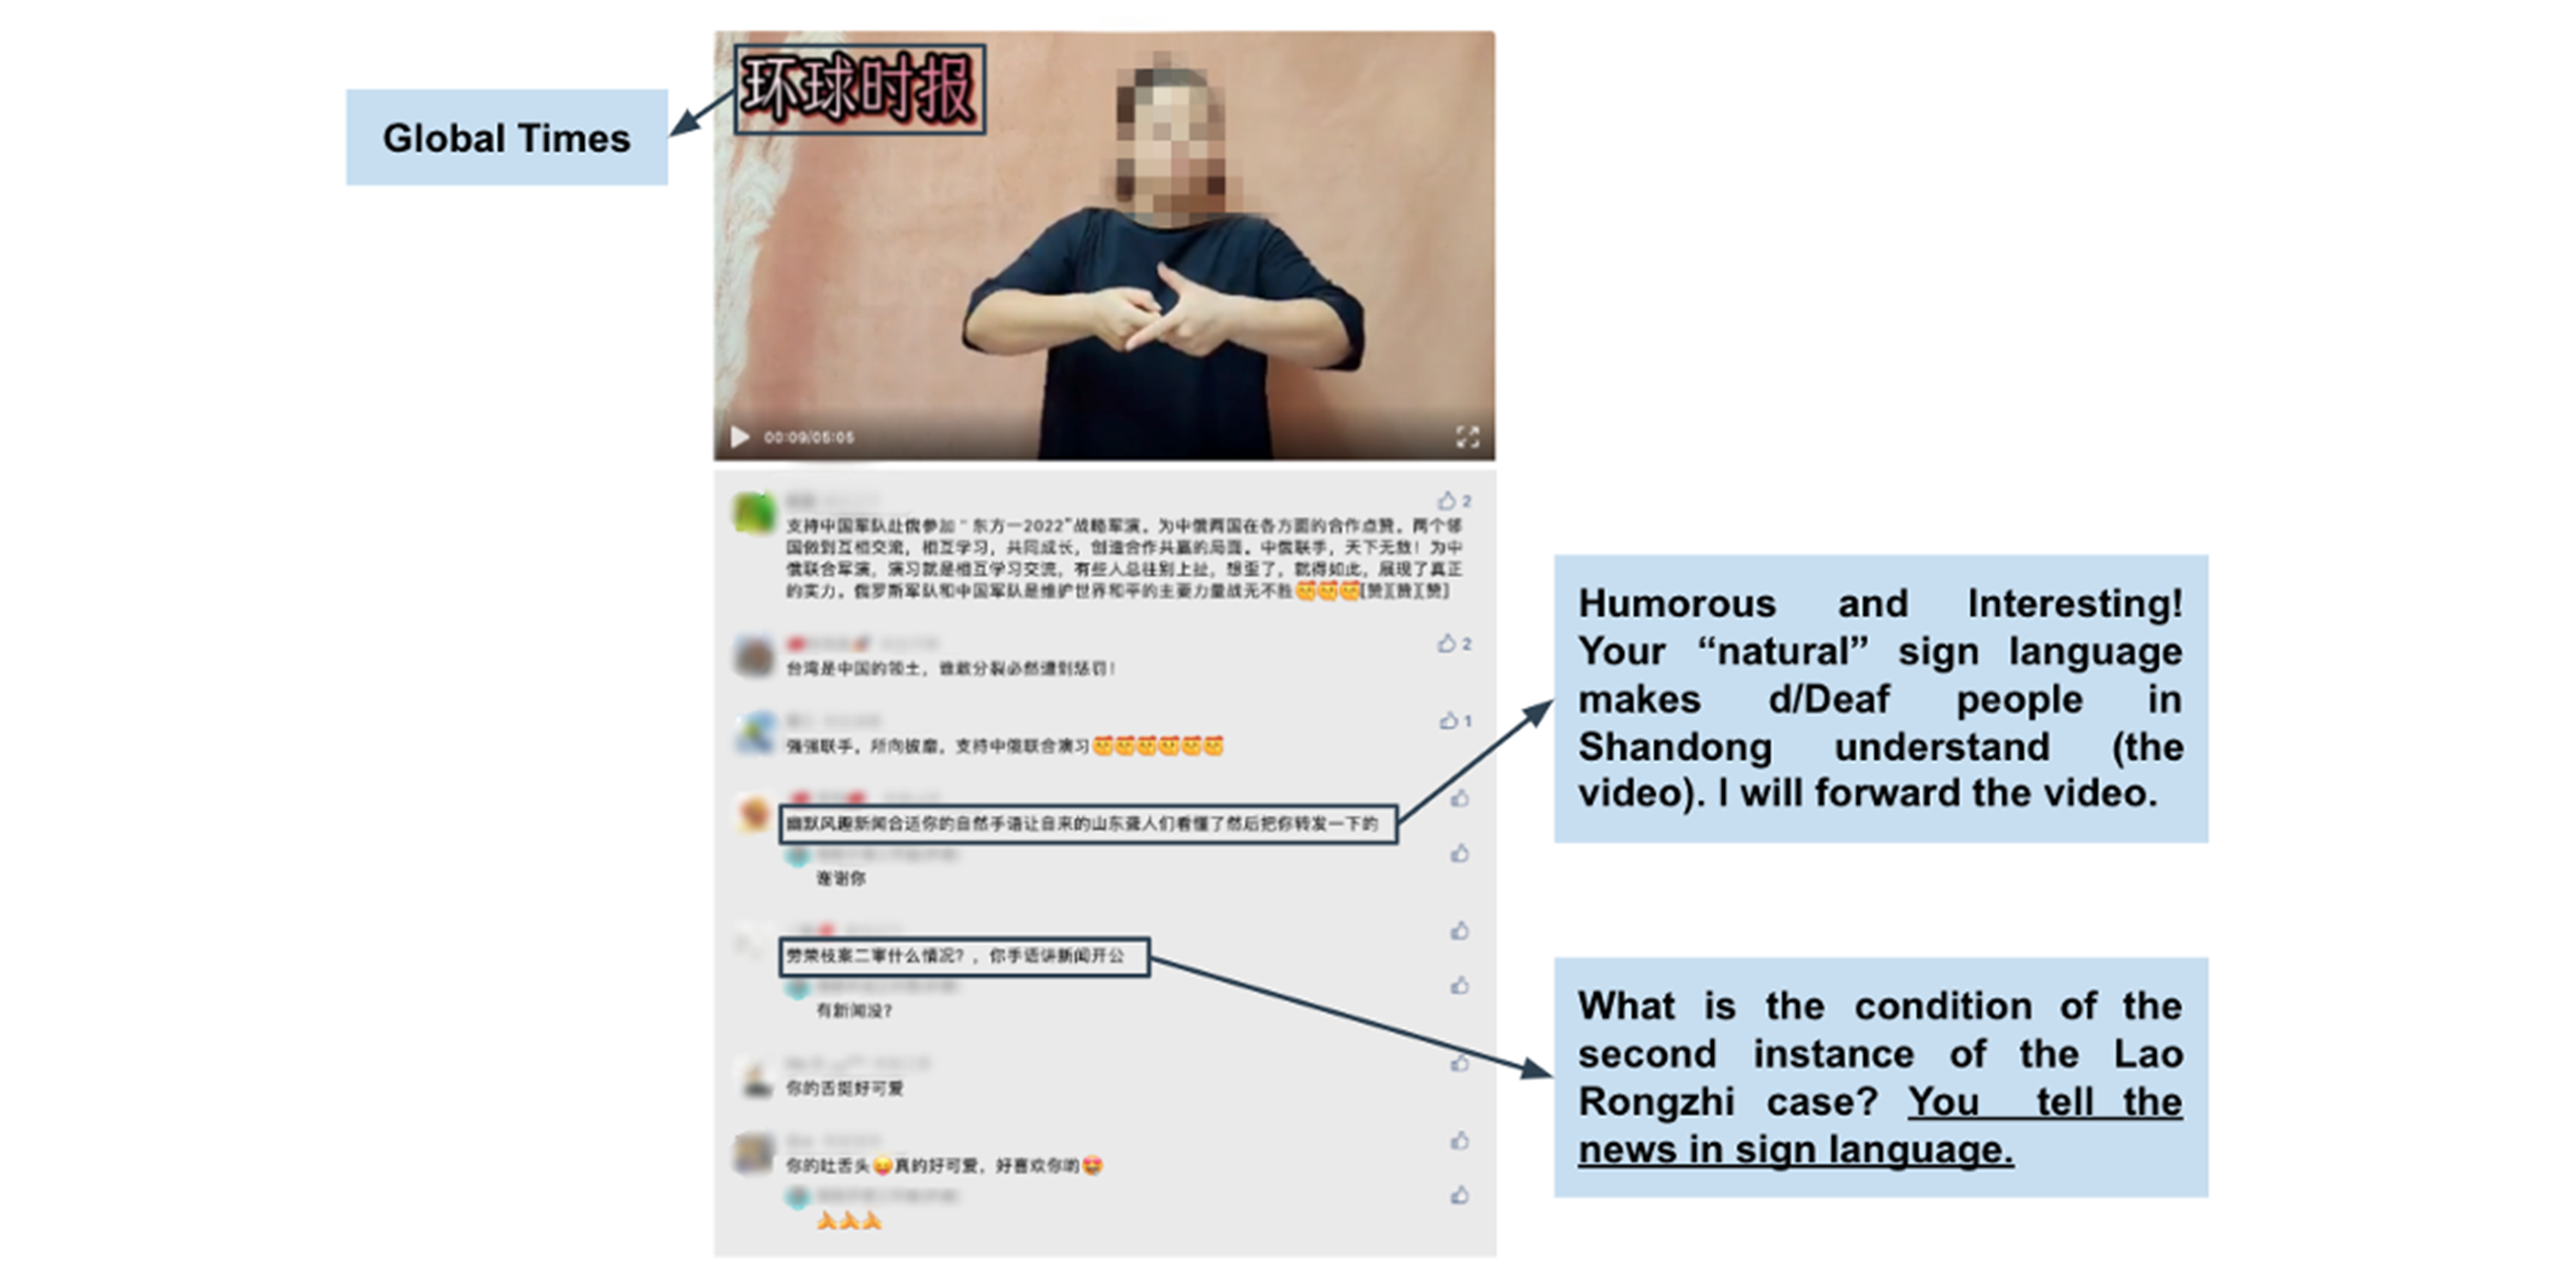 环球时报
Global Times
00:09/05:05
2
支持中国军队赴俄参加“东方一2022”战略军演。为中俄两国在各方面的合作点赞。两个邻
国做到互相交流，相互学习，共同成长，创造合作共赢的局面。中俄联手，天下无敌！为中
俄联合军演，演习就是相互学习交流，有些人总往别上扯，想歪了，就得如此，展现了真正
的实力。俄罗斯军队和中国军队是维护世界和平的主要力量战无不胜🥰🥰🥰[赞][赞][赞]
2
台湾是中国的领土，谁敢分裂必然遭到惩罚！
1
强强联手，所向披靡，支持中俄联合演习🥰🥰🥰🥰🥰🥰
幽默风趣新闻合适你的自然手语让自来的山东聋人们看懂了然后把你转发一下的
谢谢你
劳荣枝案二审什么情况？，你手语讲新闻开公
有新闻没？
你的舌挺好可爱
你的吐舌头😛真的好可爱，好喜欢你哟😍
🙏🙏🙏
Humorous and Interesting!
Your “natural” sign language
makes d/Deaf people in
Shandong understand (the
video). I will forward the video.
What is the condition of the
second instance of the Lao
Rongzhi case? You tell the
news in sign language.